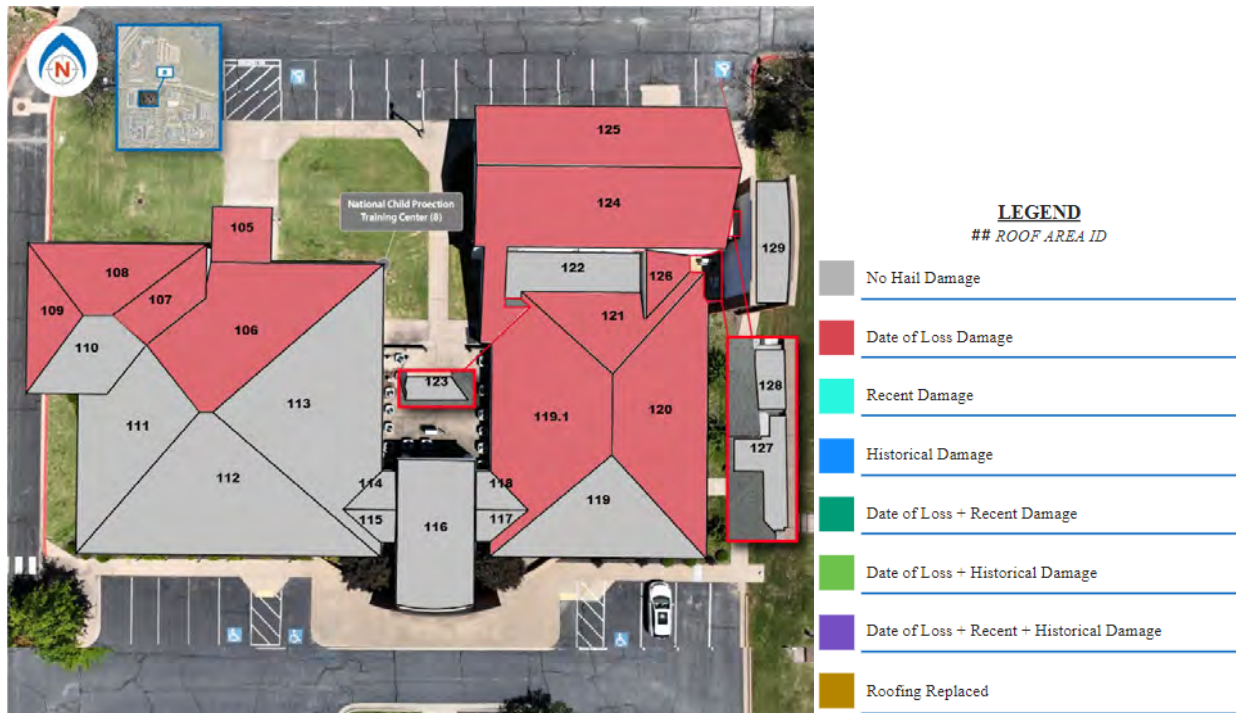 N
8
National Child Proection
Training Center (8)
125
124
129
105
108
107
109
106
110
122
126
121
123
113
111
119.1
120
128
127
112
114
118
119
115
117
116
LEGEND
## ROOF AREA ID
No Hail Damage
Date of Loss Damage
Recent Damage
Historical Damage
Date of Loss + Recent Damage
Date of Loss + Historical Damage
Date of Loss + Recent + Historical Damage
Roofing Replaced